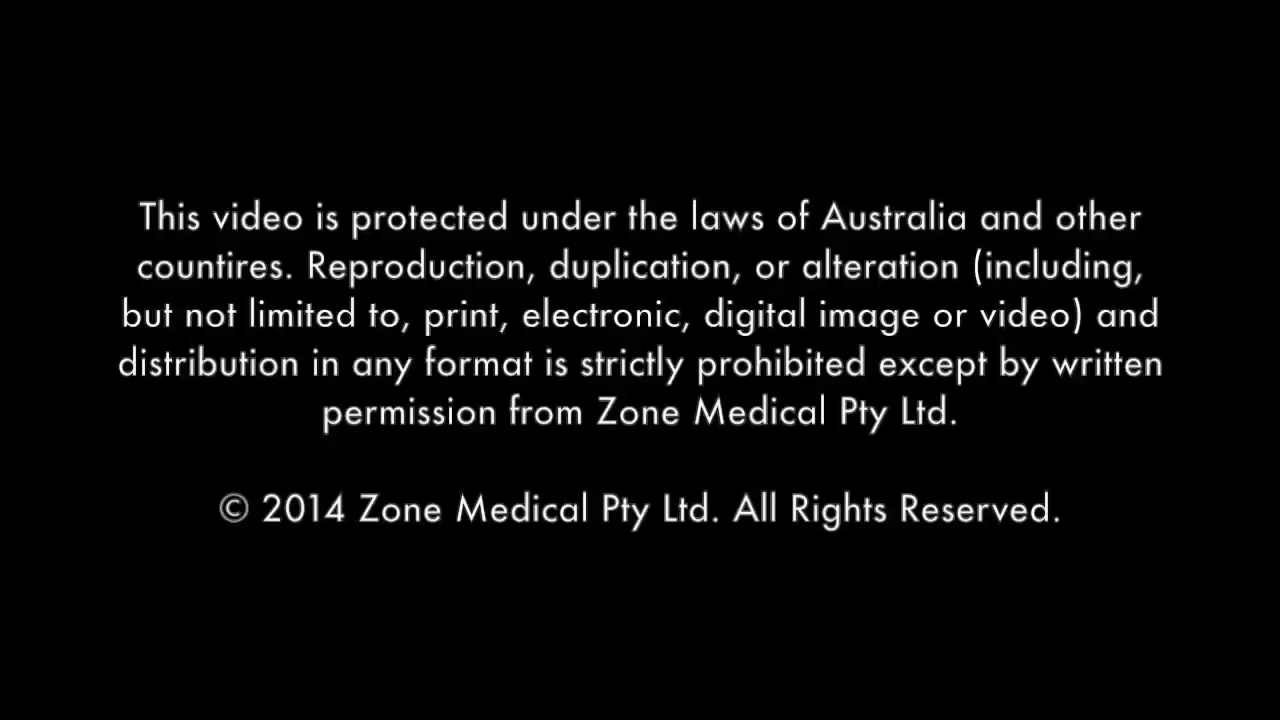 This video is protected under the laws of Australia and other
countires. Reproduction, duplication, or alteration (including,
but not limited to, print, electronic, digital image or video) and
distribution in any format is strictly prohibited except by written
permission from Zone Medical Pty Ltd.
© 2014 Zone Medical Pty Ltd. All Rights Reserved.